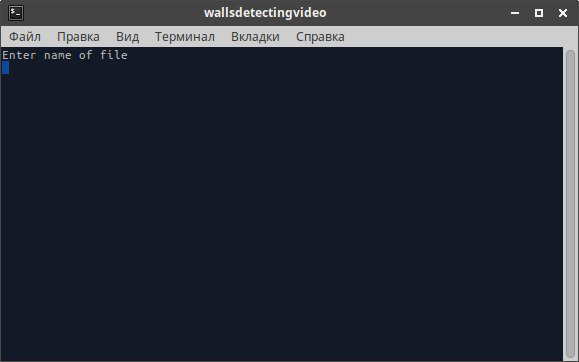 wallsdetectingvideo
Файл Правка Вид Терминал Вкладки Справка
Enter name of file